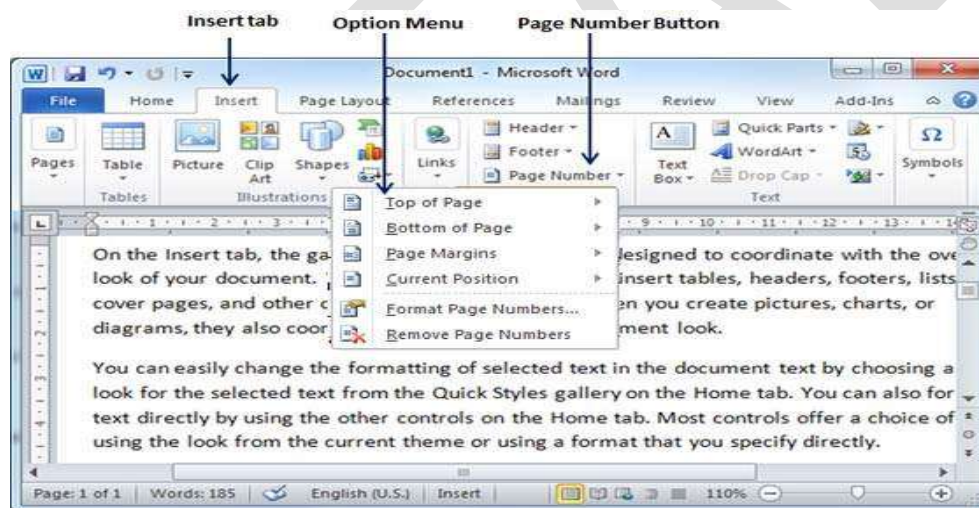 Insert tab Option Menu Page Number Button
Document1 - Microsoft Word
File Home Insert Page Layout References Mailings Review View Add-Ins
Pages Table Picture Clip Art Shapes Links Header Footer Page Number A Text Box Quick Parts WordArt Drop Cap Ω Symbols
Tables Illustrations Text
Top of Page
Bottom of Page
Page Margins
Current Position
Format Page Numbers...
Remove Page Numbers
9 10 11 12 13
1 2 3
On the Insert tab, the ga esigned to coordinate with the ove
look of your document. insert tables, headers, footers, lists
cover pages, and other c en you create pictures, charts, or
diagrams, they also coor ment look.
You can easily change the formatting of selected text in the document text by choosing a
look for the selected text from the Quick Styles gallery on the Home tab. You can also for
text directly by using the other controls on the Home tab. Most controls offer a choice of
using the look from the current theme or using a format that you specify directly.
Page: 1 of 1 Words: 185 English (U.S.) Insert 110%